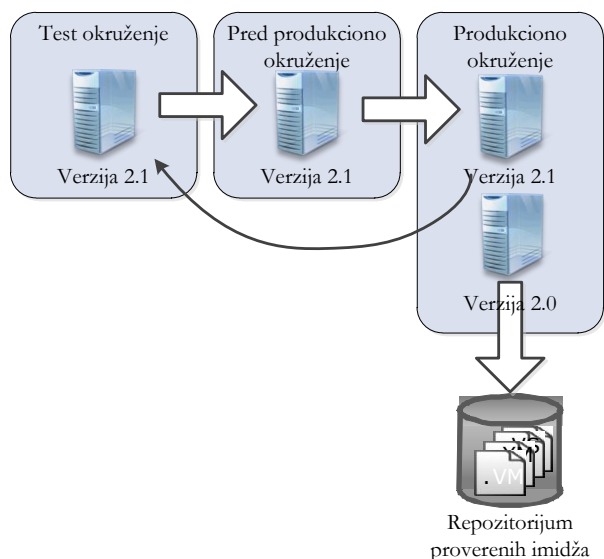 Test okruženje
Pred produkciono
okruženje
Produkciono
okruženje
Verzija 2.1
Verzija 2.1
Verzija 2.1
Verzija 2.0
.VM
Repozitorijum
proverenih imidža